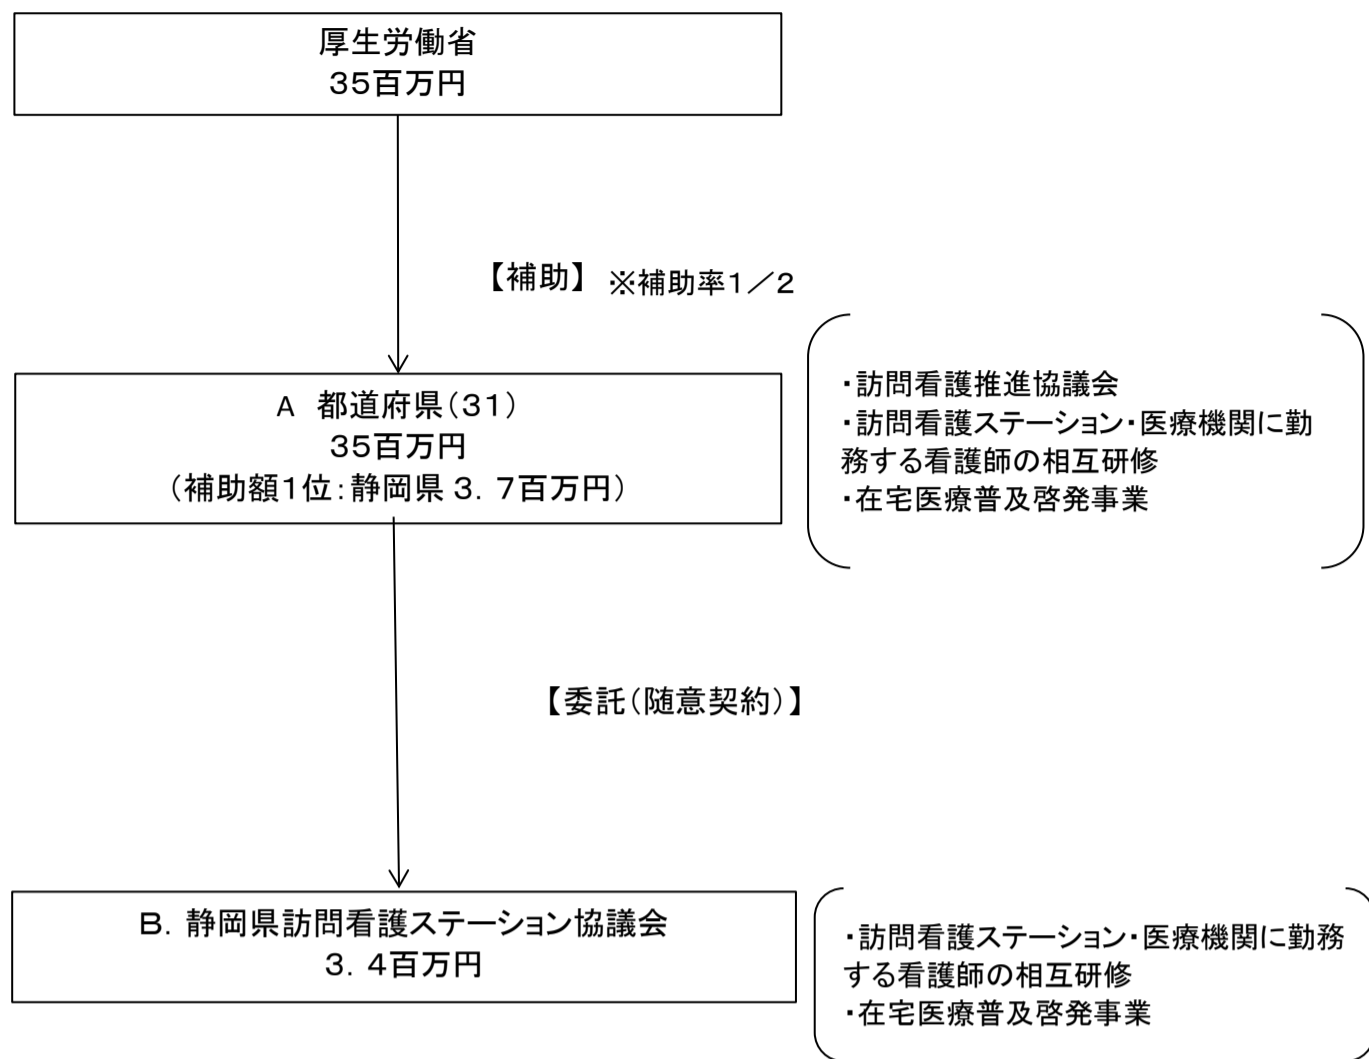 厚生労働省
35百万円
【補助】 ※補助率1／2
A 都道府県(31)
35百万円
(補助額1位:静岡県 3．7百万円)
・訪問看護推進協議会
・訪問看護ステーション・医療機関に勤
務する看護師の相互研修
・在宅医療普及啓発事業
【委託(随意契約)】
B．静岡県訪問看護ステーション協議会
3．4百万円
・訪問看護ステーション・医療機関に勤務
する看護師の相互研修
・在宅医療普及啓発事業